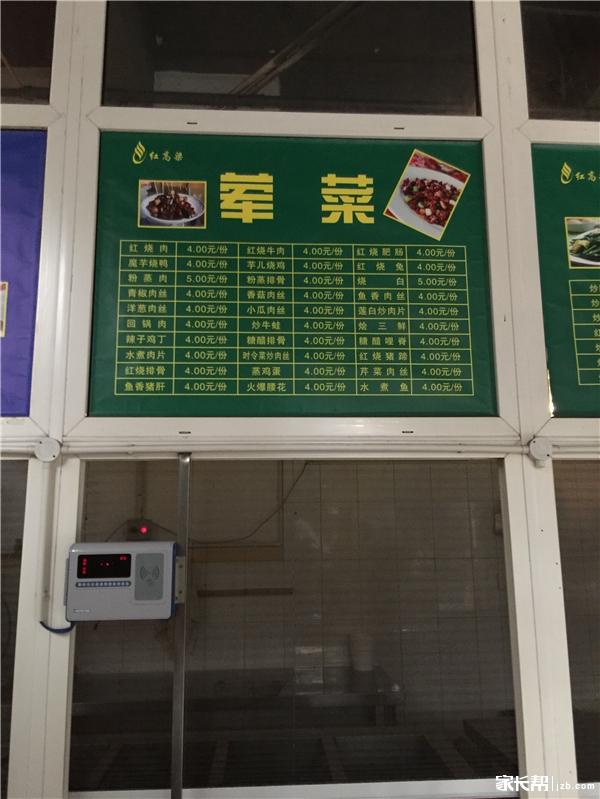 红高粱
荤菜
红烧肉 4.00元/份 红烧牛肉 4.00元/份 红烧肥肠 4.00元/份
魔芋烧鸭 4.00元/份 芋儿烧鸡 4.00元/份 红烧兔 4.00元/份
粉蒸肉 5.00元/份 粉蒸排骨 4.00元/份 烧白 5.00元/份
青椒肉丝 4.00元/份 香菇肉丝 4.00元/份 鱼香肉丝 4.00元/份
洋葱肉丝 4.00元/份 小瓜肉丝 4.00元/份 莲白炒肉片 4.00元/份
回锅肉 4.00元/份 炒牛蛙 4.00元/份 烩三鲜 4.00元/份
辣子鸡丁 4.00元/份 糖醋排骨 4.00元/份 糖醋哩脊 4.00元/份
水煮肉片 4.00元/份 时令菜炒肉丝 4.00元/份 红烧猪蹄 4.00元/份
红烧排骨 4.00元/份 蒸鸡蛋 4.00元/份 芹菜肉丝 4.00元/份
鱼香猪肝 4.00元/份 火爆腰花 4.00元/份 水煮鱼 4.00元/份
红高
家长帮 jzb.com